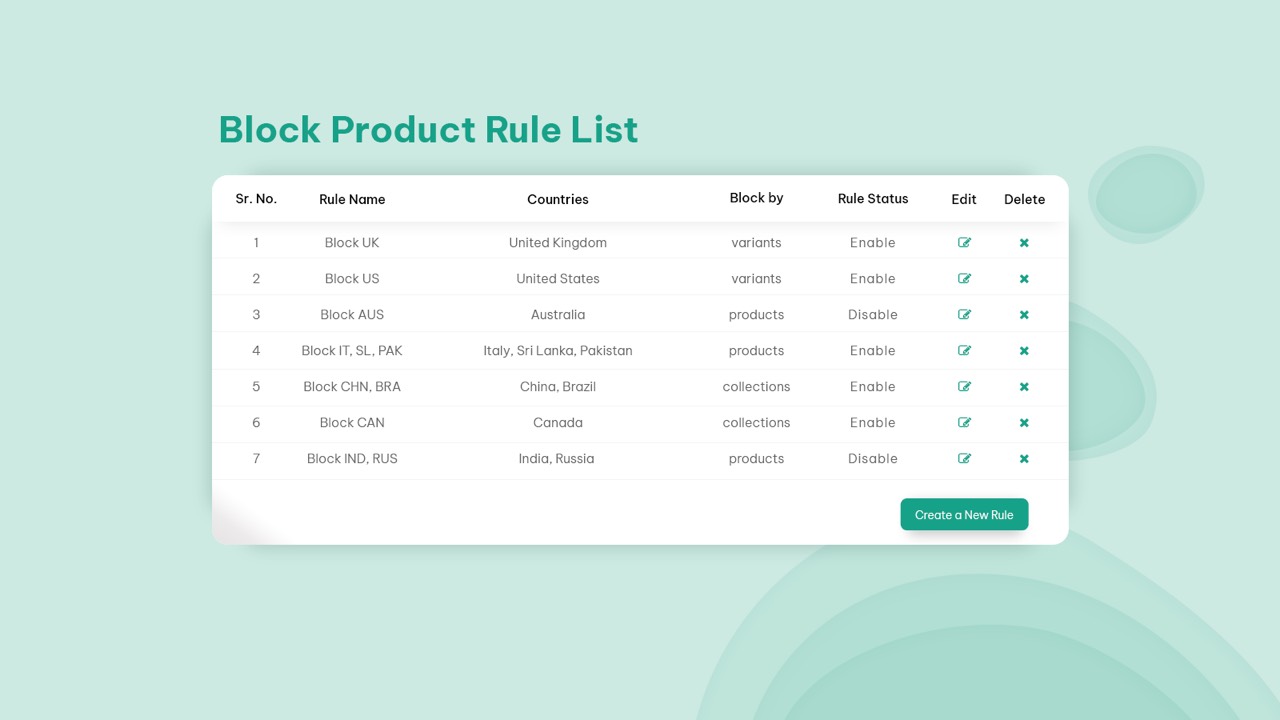 Block Product Rule List
Sr. No. Rule Name Countries Block by Rule Status Edit Delete
1 Block UK United Kingdom variants Enable
2 Block US United States variants Enable
3 Block AUS Australia products Disable
4 Block IT, SL, PAK Italy, Sri Lanka, Pakistan products Enable
5 Block CHN, BRA China, Brazil collections Enable
6 Block CAN Canada collections Enable
7 Block IND, RUS India, Russia products Disable
Create a New Rule